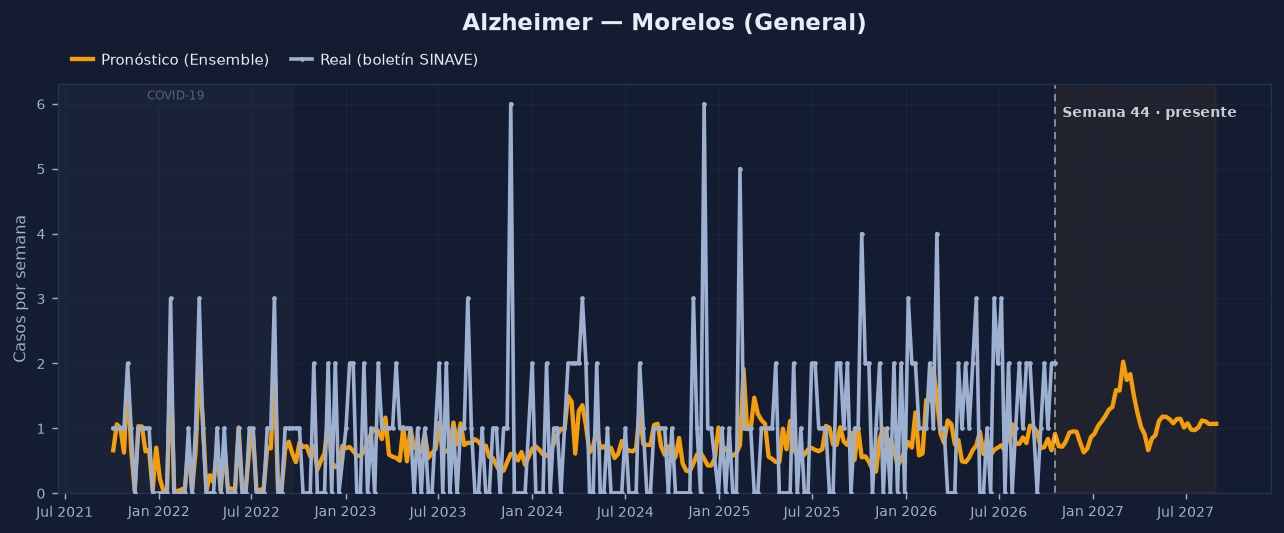 Alzheimer — Morelos (General)
Pronóstico (Ensemble)
Real (boletín SINAVE)
COVID-19
Semana 44 · presente
Casos por semana
6
5
4
3
2
1
0
Jul 2021
Jan 2022
Jul 2022
Jan 2023
Jul 2023
Jan 2024
Jul 2024
Jan 2025
Jul 2025
Jan 2026
Jul 2026
Jan 2027
Jul 2027